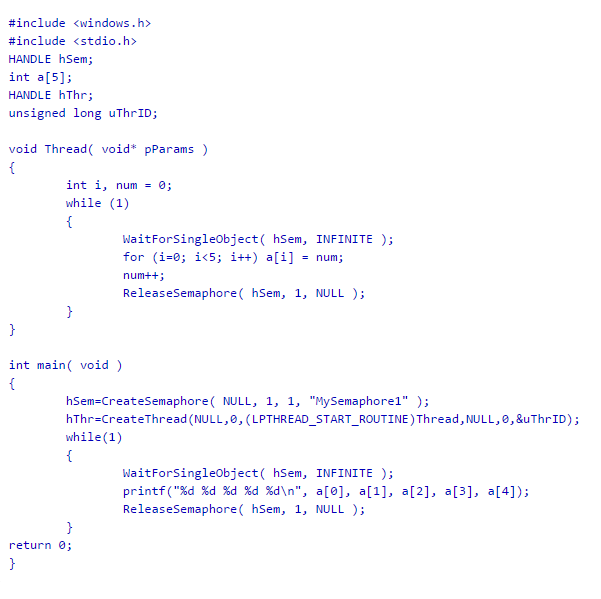 #include <windows.h>
#include <stdio.h>
HANDLE hSem;
int a[5];
HANDLE hThr;
unsigned long uThrID;

void Thread( void* pParams )
{
        int i, num = 0;
        while (1)
        {
                WaitForSingleObject( hSem, INFINITE );
                for (i=0; i<5; i++) a[i] = num;
                num++;
                ReleaseSemaphore( hSem, 1, NULL );
        }
}

int main( void )
{
        hSem=CreateSemaphore( NULL, 1, 1, "MySemaphore1" );
        hThr=CreateThread(NULL,0,(LPTHREAD_START_ROUTINE)Thread,NULL,0,&uThrID);
        while(1)
        {
                WaitForSingleObject( hSem, INFINITE );
                printf("%d %d %d %d %d\n", a[0], a[1], a[2], a[3], a[4]);
                ReleaseSemaphore( hSem, 1, NULL );
        }
return 0;
}